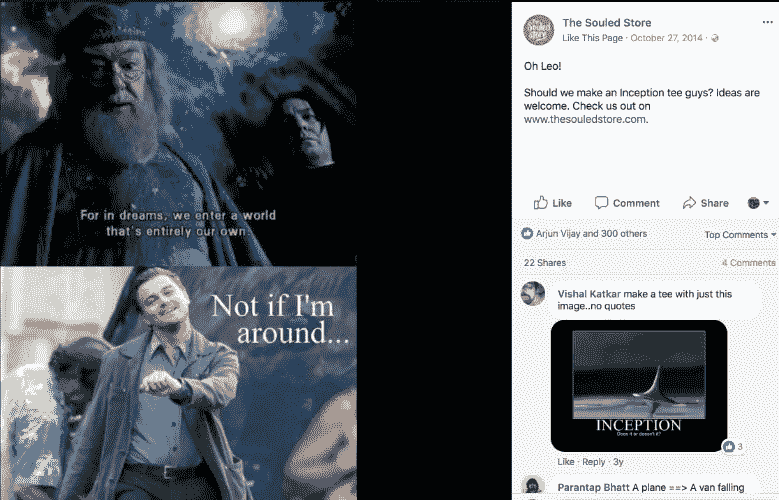 For in dreams, we enter a world
that's entirely our own.
Not if I'm
around...
The Souled Store
Like This Page · October 27, 2014 ·
Oh Leo!
Should we make an Inception tee guys? Ideas are
welcome. Check us out on
www.thesouledstore.com.
Like Comment Share
Arjun Vijay and 300 others Top Comments
22 Shares 4 Comments
Vishal Katkar make a tee with just this
image..no quotes
INCEPTION
Does it or doesn't it?
3
Like · Reply · 3y
Parantap Bhatt A plane ==> A van falling